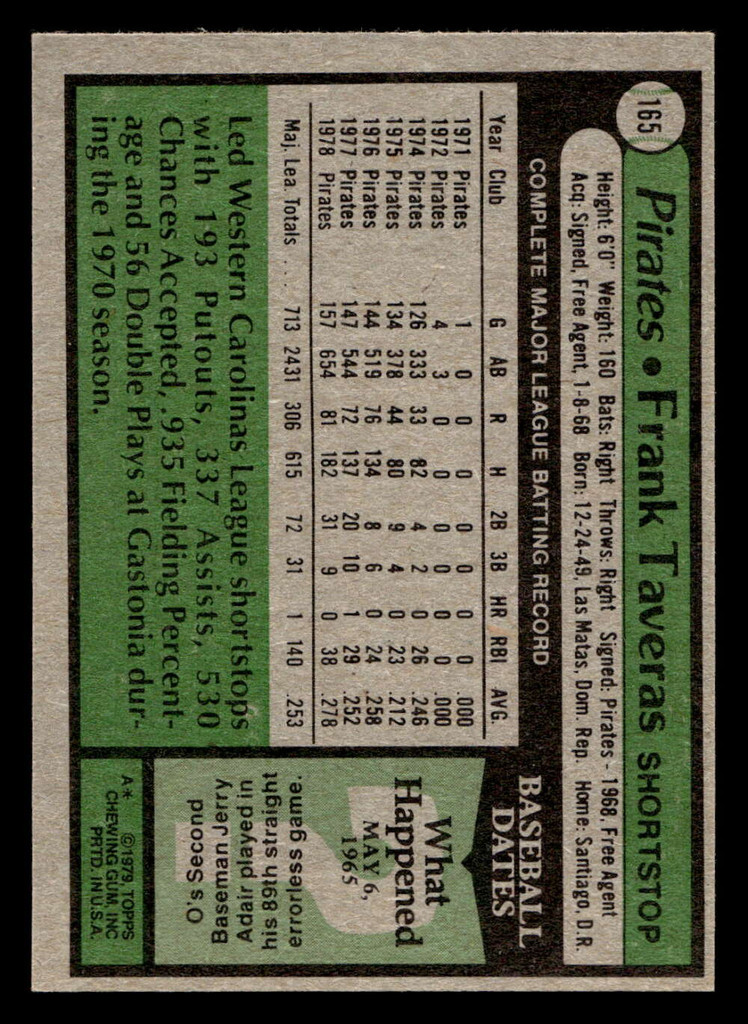 165
Pirates • Frank Taveras SHORTSTOP
Height: 6'0" Weight: 160 Bats: Right Throws: Right Signed: Pirates - 1968, Free Agent
Acq: Signed, Free Agent, 1-8-68 Born: 12-24-49, Las Matas, Dom. Rep. Home: Santiago, D.R.
COMPLETE MAJOR LEAGUE BATTING RECORD
Year Club G AB R H 2B 3B HR RBI AVG.
1971 Pirates 1 0 0 0 0 0 0 0 .000
1972 Pirates 4 3 0 0 0 0 0 0 .000
1974 Pirates 126 333 33 82 4 2 0 26 .246
1975 Pirates 134 378 44 80 9 4 0 23 .212
1976 Pirates 144 519 76 134 8 6 0 24 .258
1977 Pirates 147 544 72 137 20 10 1 29 .252
1978 Pirates 157 654 81 182 31 9 0 38 .278
Maj. Lea. Totals .... 713 2431 306 615 72 31 1 140 .253
Led Western Carolinas League shortstops
with 193 Putouts, 337 Assists, 530
Chances Accepted, .935 Fielding Percent-
age and 56 Double Plays at Gastonia dur-
ing the 1970 season.
BASEBALL
DATES
What
Happened
MAY 6,
1965
?
O's Second
Baseman Jerry
Adair played in
his 89th straight
errorless game.
A* ©1979, TOPPS
CHEWING GUM, INC
PRTD. IN U.S.A.